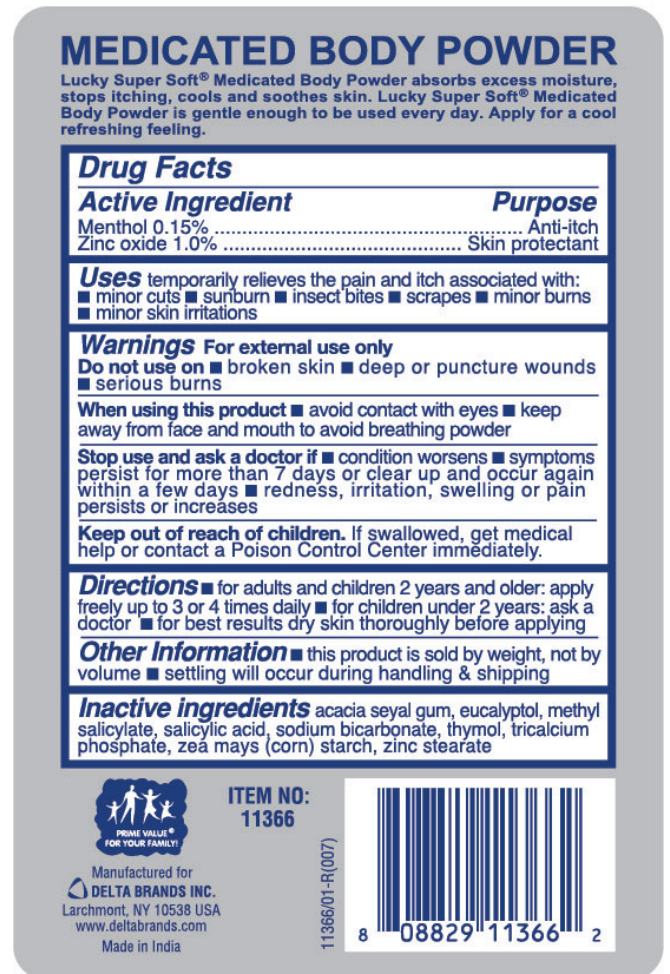 MEDICATED BODY POWDER
Lucky Super Soft® Medicated Body Powder absorbs excess moisture,
stops itching, cools and soothes skin. Lucky Super Soft® Medicated
Body Powder is gentle enough to be used every day. Apply for a cool
refreshing feeling.
Drug Facts
Active Ingredient Purpose
Menthol 0.15% ........................................................ Anti-itch
Zinc oxide 1.0% ........................................... Skin protectant
Uses temporarily relieves the pain and itch associated with:
■ minor cuts ■ sunburn ■ insect bites ■ scrapes ■ minor burns
■ minor skin irritations
Warnings For external use only
Do not use on ■ broken skin ■ deep or puncture wounds
■ serious burns
When using this product ■ avoid contact with eyes ■ keep
away from face and mouth to avoid breathing powder
Stop use and ask a doctor if ■ condition worsens ■ symptoms
persist for more than 7 days or clear up and occur again
within a few days ■ redness, irritation, swelling or pain
persists or increases
Keep out of reach of children. If swallowed, get medical
help or contact a Poison Control Center immediately.
Directions ■ for adults and children 2 years and older: apply
freely up to 3 or 4 times daily ■ for children under 2 years: ask a
doctor ■ for best results dry skin thoroughly before applying
Other Information ■ this product is sold by weight, not by
volume ■ settling will occur during handling & shipping
Inactive ingredients acacia seyal gum, eucalyptol, methyl
salicylate, salicylic acid, sodium bicarbonate, thymol, tricalcium
phosphate, zea mays (corn) starch, zinc stearate
PRIME VALUE®
FOR YOUR FAMILY!
Manufactured for
DELTA BRANDS INC.
Larchmont, NY 10538 USA
www.deltabrands.com
Made in India
ITEM NO:
11366
11366/01-R(007)
8 08829 11366 2